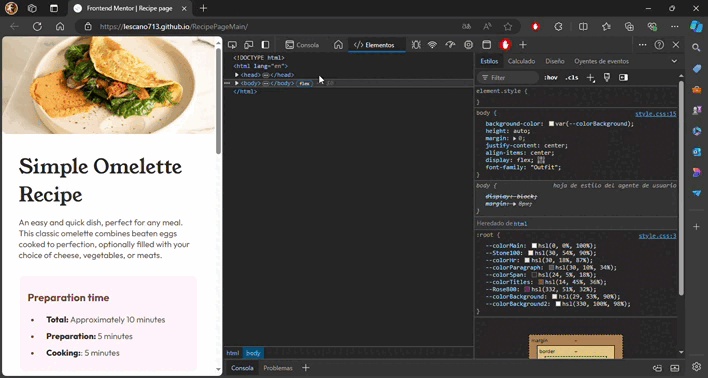 Frontend Mentor | Recipe page
https://lescano713.github.io/RecipePageMain/
Simple Omelette
Recipe
An easy and quick dish, perfect for any meal.
This classic omelette combines beaten eggs
cooked to perfection, optionally filled with your
choice of cheese, vegetables, or meats.
Preparation time
• Total: Approximately 10 minutes
• Preparation: 5 minutes
• Cooking:: 5 minutes
Consola
</> Elementos
<!DOCTYPE html>
<html lang="en">
<head> </head>
<body> </body> flex
</html>
html body
Consola Problemas
Estilos Calculado Diseño Oyentes de eventos
Filter :hov .cls
element.style {
}
body { style.css:15
background-color: var(--colorBackground);
height: auto;
margin: 0;
justify-content: center;
align-items: center;
display: flex;
font-family: "Outfit";
}
body { hoja de estilo del agente de usuario
display: block;
margin: 8px;
}
Heredado de html
:root { style.css:3
--colorMain: hsl(0, 0%, 100%);
--Stone100: hsl(30, 54%, 90%);
--colorHr: hsl(30, 18%, 87%);
--colorParagraph: hsl(30, 10%, 34%);
--colorSpan: hsl(24, 5%, 18%);
--colorTitles: hsl(14, 45%, 36%);
--Rose800: hsl(332, 51%, 32%);
--colorBackground: hsl(29, 53%, 90%);
--colorBackground2: hsl(330, 100%, 98%);
}
margin
border